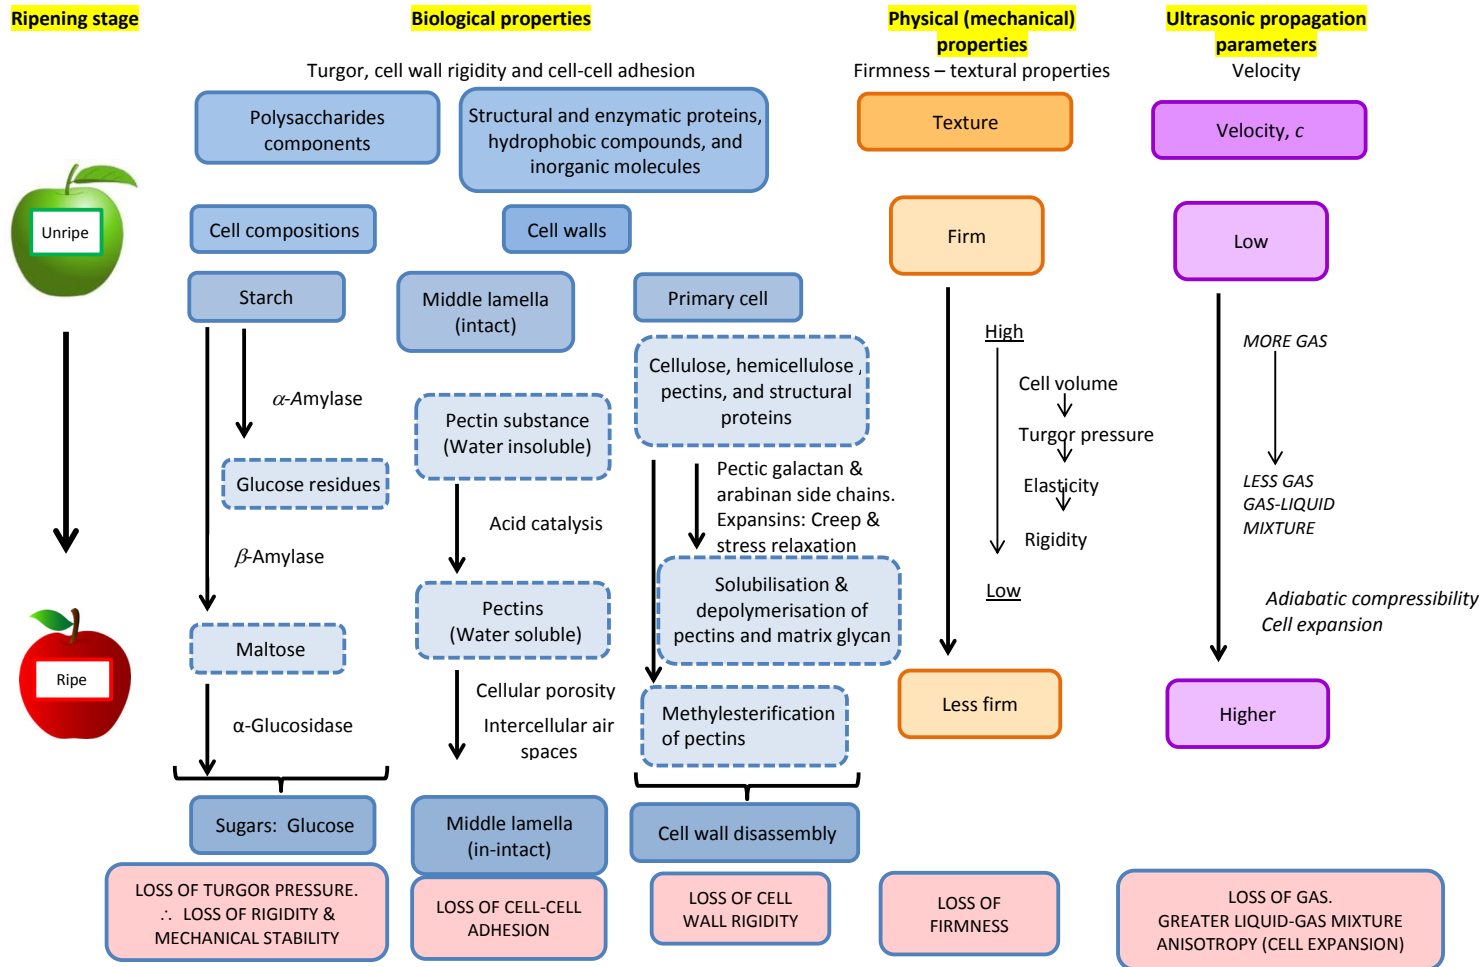 Ripening stage
Biological properties
Physical (mechanical)
properties
Ultrasonic propagation
parameters
Turgor, cell wall rigidity and cell-cell adhesion
Firmness – textural properties
Velocity
Polysaccharides
components
Structural and enzymatic proteins,
hydrophobic compounds, and
inorganic molecules
Texture
Velocity, c
Unripe
Cell compositions
Cell walls
Firm
Low
Starch
Middle lamella
(intact)
Primary cell
α-Amylase
Glucose residues
β-Amylase
Maltose
α-Glucosidase
Pectin substance
(Water insoluble)
Acid catalysis
Pectins
(Water soluble)
Cellular porosity
Intercellular air
spaces
Cellulose, hemicellulose ,
pectins, and structural
proteins
Pectic galactan &
arabinan side chains.
Expansins: Creep &
stress relaxation
Solubilisation &
depolymerisation of
pectins and matrix glycan
Methylesterification
of pectins
High
Cell volume
Turgor pressure
Elasticity
Rigidity
Low
MORE GAS
LESS GAS
GAS-LIQUID
MIXTURE
Adiabatic compressibility
Cell expansion
Ripe
Less firm
Higher
Sugars: Glucose
Middle lamella
(in-intact)
Cell wall disassembly
LOSS OF TURGOR PRESSURE.
∴ LOSS OF RIGIDITY &
MECHANICAL STABILITY
LOSS OF CELL-CELL
ADHESION
LOSS OF CELL
WALL RIGIDITY
LOSS OF
FIRMNESS
LOSS OF GAS.
GREATER LIQUID-GAS MIXTURE
ANISOTROPY (CELL EXPANSION)